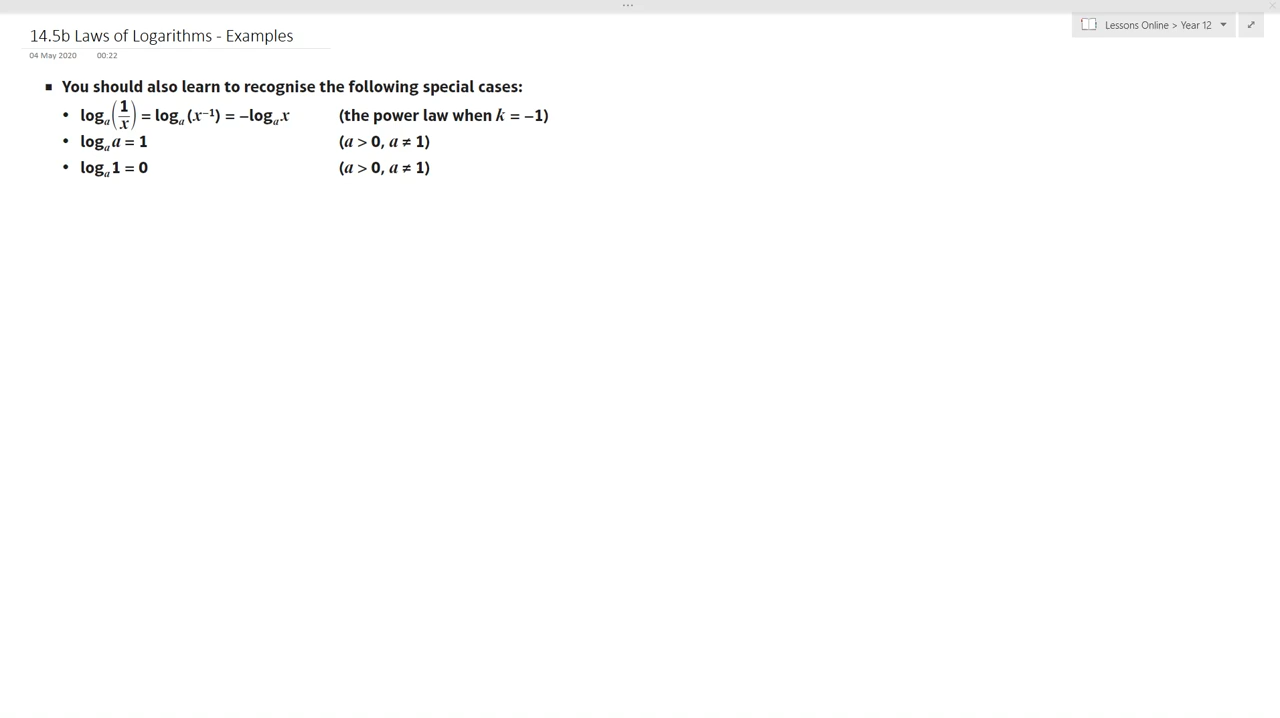 ...
Lessons Online > Year 12
14.5b Laws of Logarithms - Examples
04 May 2020 00:22
▪ You should also learn to recognise the following special cases:
• logₐ(1/x) = logₐ(x⁻¹) = –logₐx (the power law when k = –1)
• logₐa = 1 (a > 0, a ≠ 1)
• logₐ1 = 0 (a > 0, a ≠ 1)